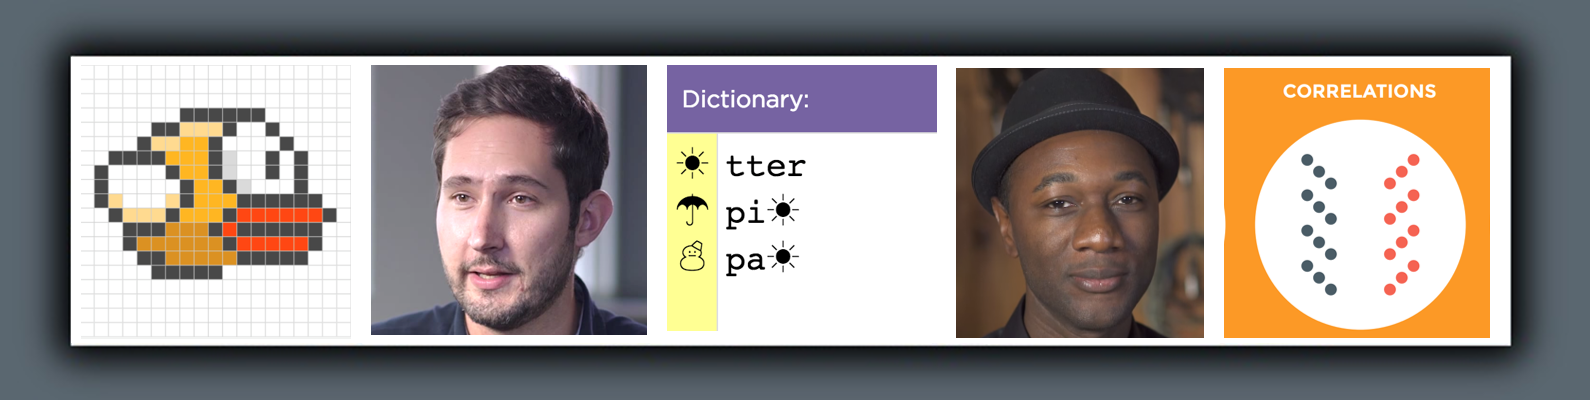 Dictionary:
☀ tter
☂ pi☀
☃ pa☀
CORRELATIONS